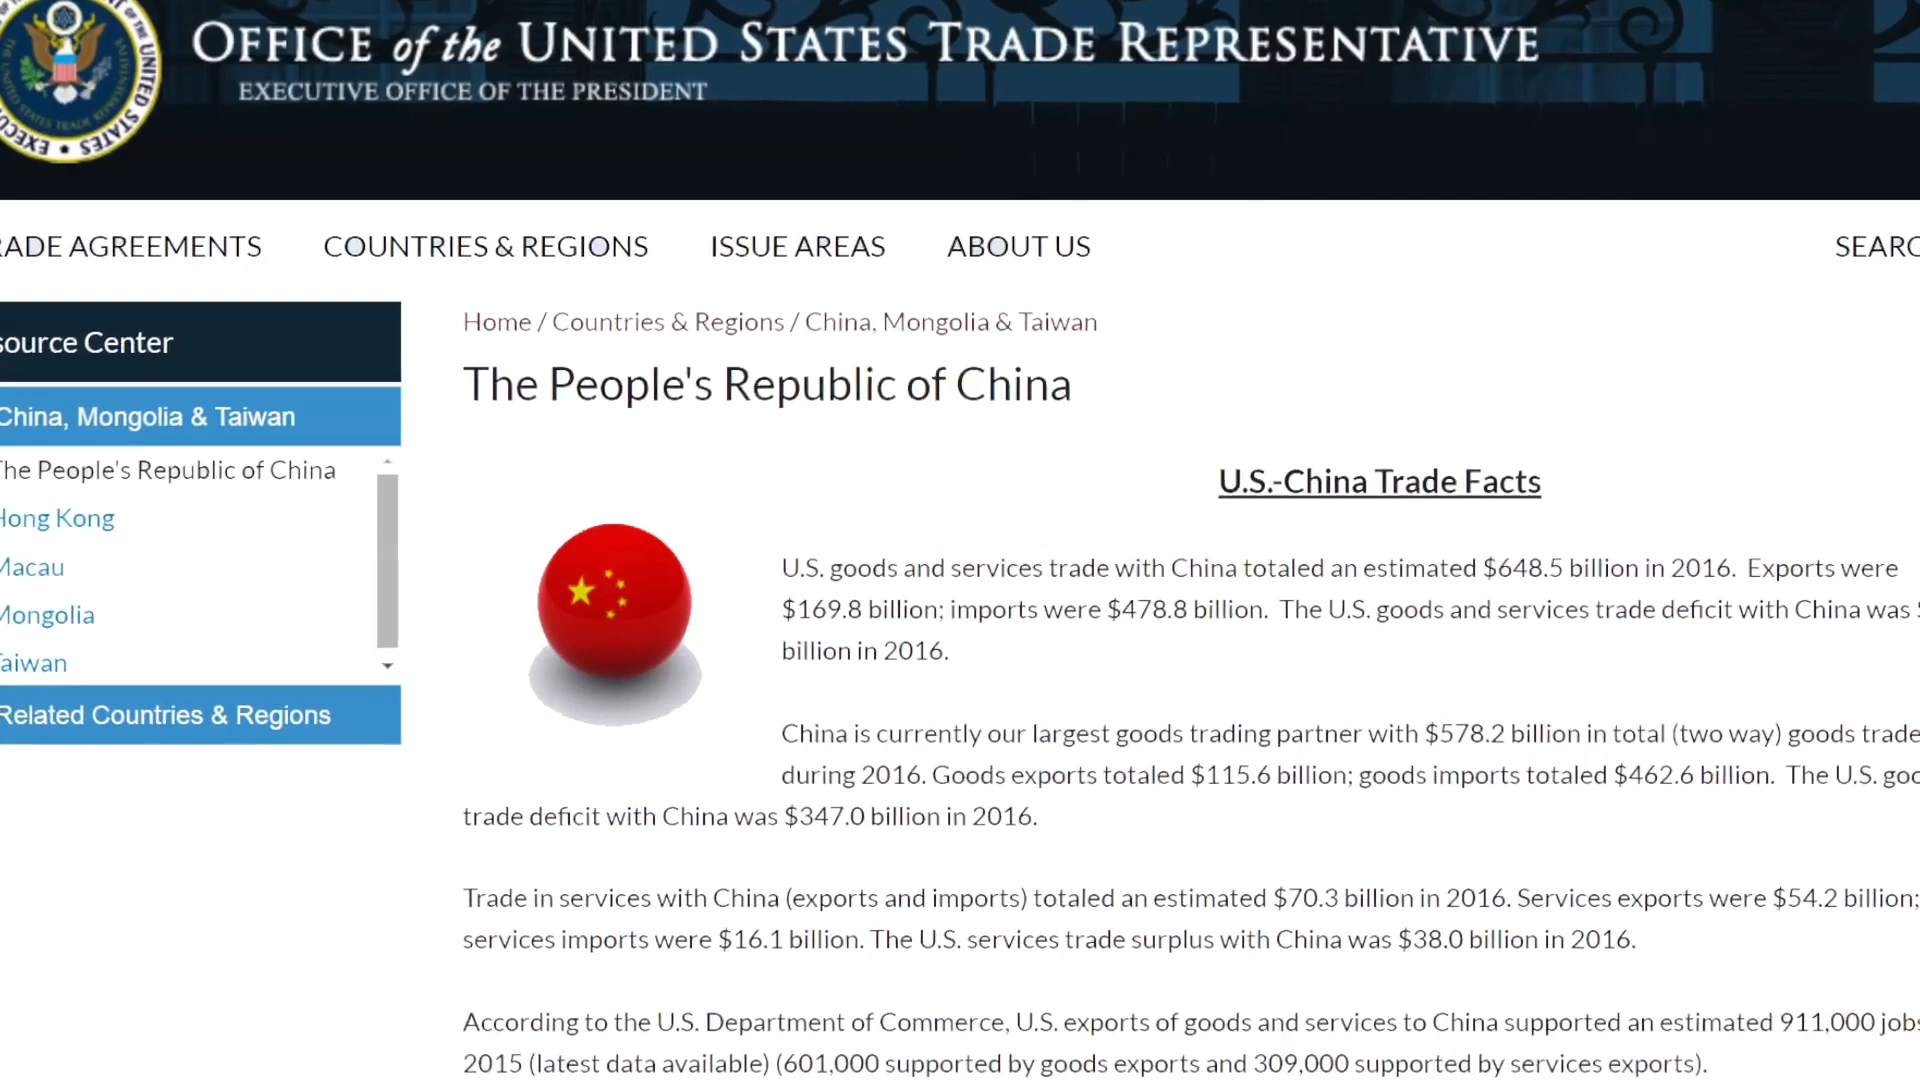 OFFICE of the UNITED STATES TRADE REPRESENTATIVE
EXECUTIVE OFFICE OF THE PRESIDENT
RADE AGREEMENTS COUNTRIES & REGIONS ISSUE AREAS ABOUT US SEARC
source Center
China, Mongolia & Taiwan
The People's Republic of China
Hong Kong
Macau
Mongolia
Taiwan
Related Countries & Regions
Home / Countries & Regions / China, Mongolia & Taiwan
The People's Republic of China
U.S.-China Trade Facts
U.S. goods and services trade with China totaled an estimated $648.5 billion in 2016. Exports were
$169.8 billion; imports were $478.8 billion. The U.S. goods and services trade deficit with China was $
billion in 2016.
China is currently our largest goods trading partner with $578.2 billion in total (two way) goods trade
during 2016. Goods exports totaled $115.6 billion; goods imports totaled $462.6 billion. The U.S. goo
trade deficit with China was $347.0 billion in 2016.
Trade in services with China (exports and imports) totaled an estimated $70.3 billion in 2016. Services exports were $54.2 billion;
services imports were $16.1 billion. The U.S. services trade surplus with China was $38.0 billion in 2016.
According to the U.S. Department of Commerce, U.S. exports of goods and services to China supported an estimated 911,000 jobs
2015 (latest data available) (601,000 supported by goods exports and 309,000 supported by services exports).